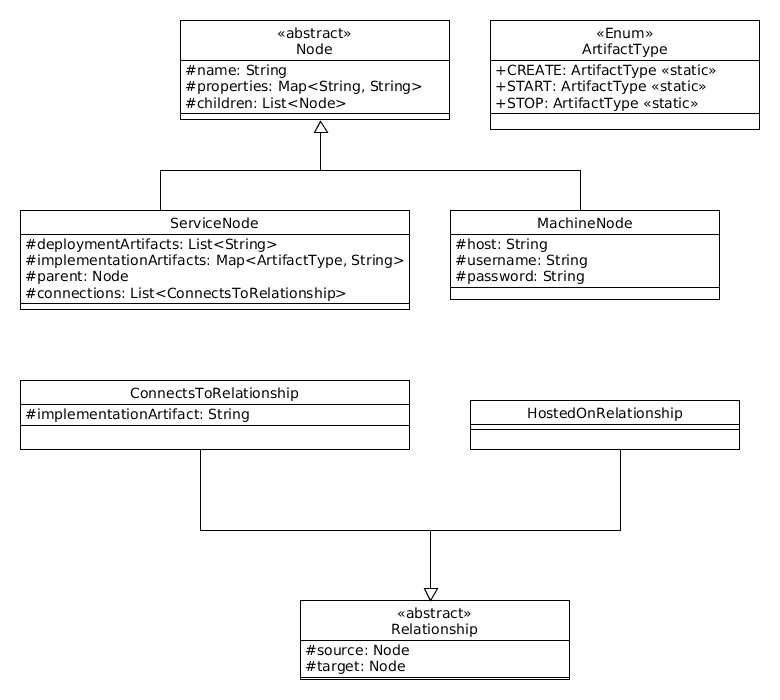 «abstract»
Node
#name: String
#properties: Map<String, String>
#children: List<Node>
«Enum»
ArtifactType
+CREATE: ArtifactType «static»
+START: ArtifactType «static»
+STOP: ArtifactType «static»
ServiceNode
#deploymentArtifacts: List<String>
#implementationArtifacts: Map<ArtifactType, String>
#parent: Node
#connections: List<ConnectsToRelationship>
MachineNode
#host: String
#username: String
#password: String
ConnectsToRelationship
#implementationArtifact: String
HostedOnRelationship
«abstract»
Relationship
#source: Node
#target: Node